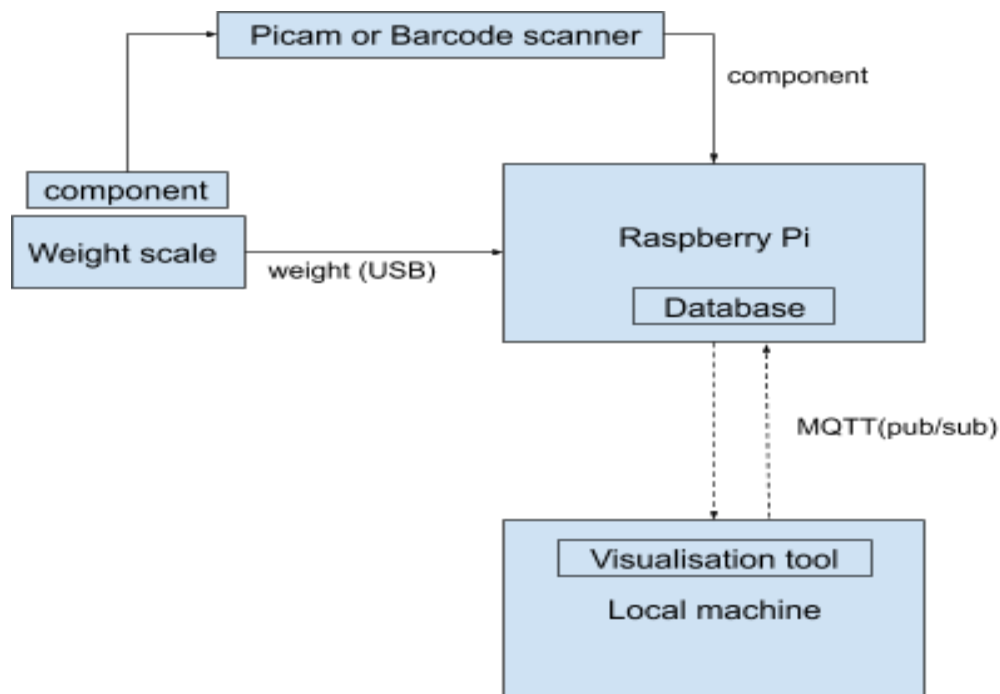 Picam or Barcode scanner
component
component
Weight scale
weight (USB)
Raspberry Pi
Database
MQTT(pub/sub)
Visualisation tool
Local machine